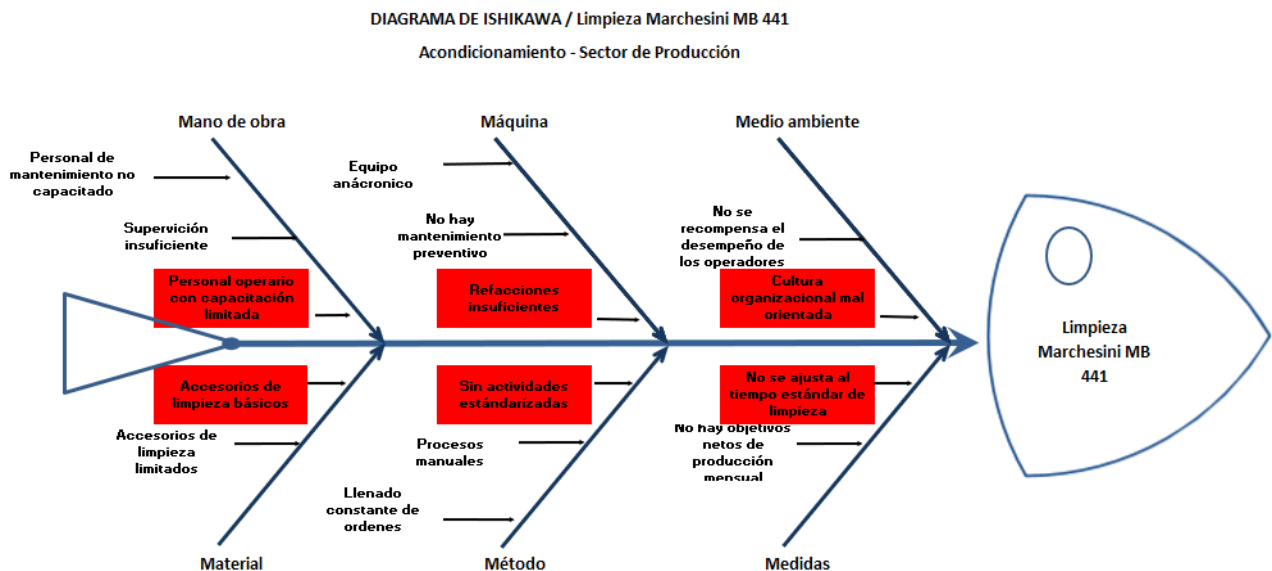 DIAGRAMA DE ISHIKAWA / Limpieza Marchesini MB 441
Acondicionamiento - Sector de Producción
Mano de obra
Máquina
Medio ambiente
Personal de
mantenimiento no
capacitado
Supervición
insuficiente
Personal operario
con capacitación
limitada
Equipo
anácronico
No hay
mantenimiento
preventivo
Refacciones
insuficientes
No se
recompensa el
desempeño de
los operadores
Cultura
organizacional mal
orientada
Limpieza
Marchesini MB
441
Accesorios de
limpieza básicos
Accesorios de
limpieza
limitados
Sin actividades
estándarizadas
Procesos
manuales
Llenado
constante de
ordenes
No se ajusta al
tiempo estándar de
limpieza
No hay objetivos
netos de
producción
mensual
Material
Método
Medidas